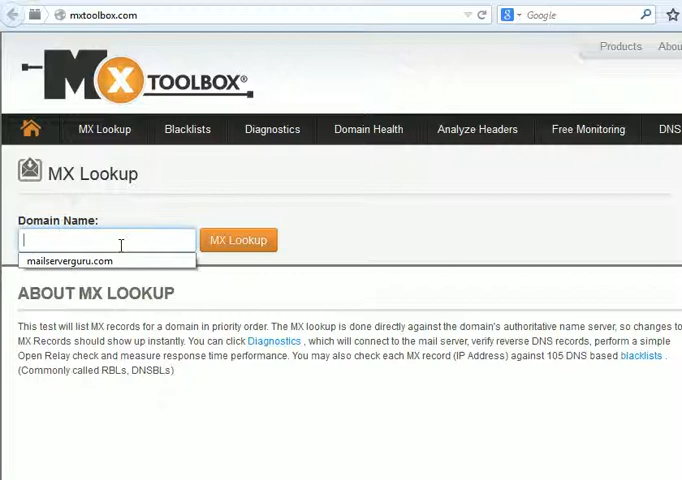 mxtoolbox.com
Google
Products Abou
MX TOOLBOX®
MX Lookup Blacklists Diagnostics Domain Health Analyze Headers Free Monitoring DNS
MX Lookup
Domain Name:
MX Lookup
mailserverguru.com
ABOUT MX LOOKUP
This test will list MX records for a domain in priority order. The MX lookup is done directly against the domain's authoritative name server, so changes to
MX Records should show up instantly. You can click Diagnostics , which will connect to the mail server, verify reverse DNS records, perform a simple
Open Relay check and measure response time performance. You may also check each MX record (IP Address) against 105 DNS based blacklists .
(Commonly called RBLs, DNSBLs)